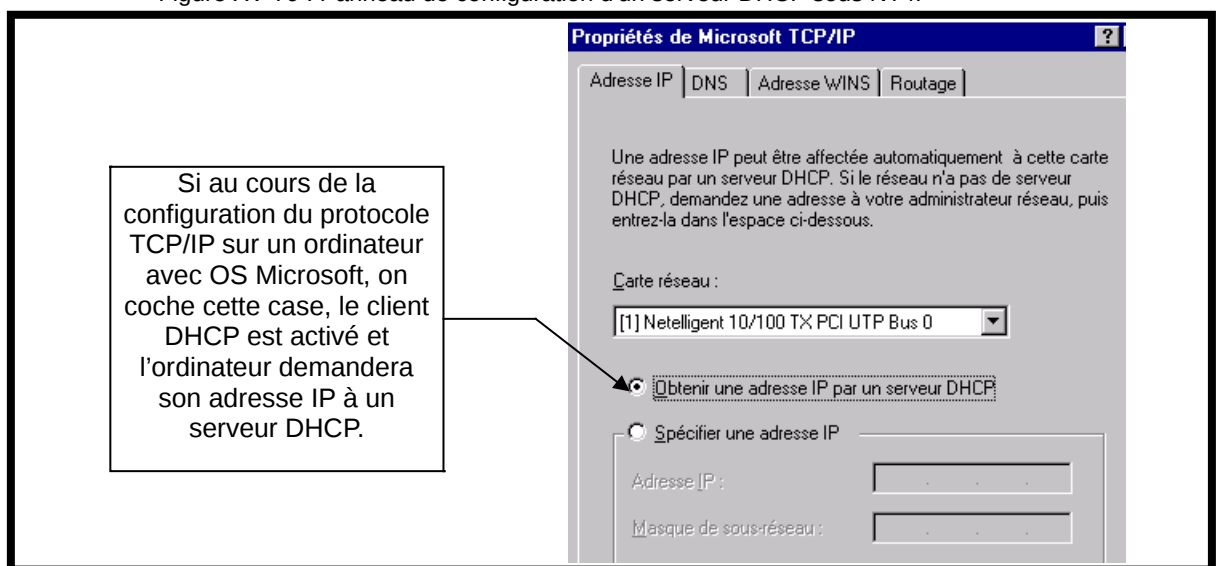 Propriétés de Microsoft TCP/IP
?
Adresse IP
DNS
Adresse WINS
Routage
Une adresse IP peut être affectée automatiquement à cette carte
réseau par un serveur DHCP. Si le réseau n'a pas de serveur
DHCP, demandez une adresse à votre administrateur réseau, puis
entrez-la dans l'espace ci-dessous.
Si au cours de la
configuration du protocole
TCP/IP sur un ordinateur
avec OS Microsoft, on
coche cette case, le client
DHCP est activé et
l'ordinateur demandera
son adresse IP à un
serveur DHCP.
Carte réseau :
[1] Netelligent 10/100 TX PCI UTP Bus 0
Obtenir une adresse IP par un serveur DHCP
Spécifier une adresse IP
Adresse IP :
Masque de sous-réseau :